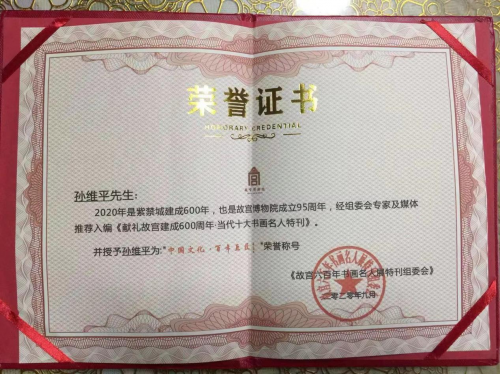 荣誉证书
HONORARY CREDENTIAL
孙维平先生：
2020年是紫禁城建成600年，也是故宫博物院成立95周年，经组委会专家及媒体
推荐入编《献礼故宫建成600周年·当代十大书画名人特刊》。
并授予孙维平为:"中国文化·百年"荣誉称号
《故宫六百年书画名人展特刊组委会》
二零二零年九月